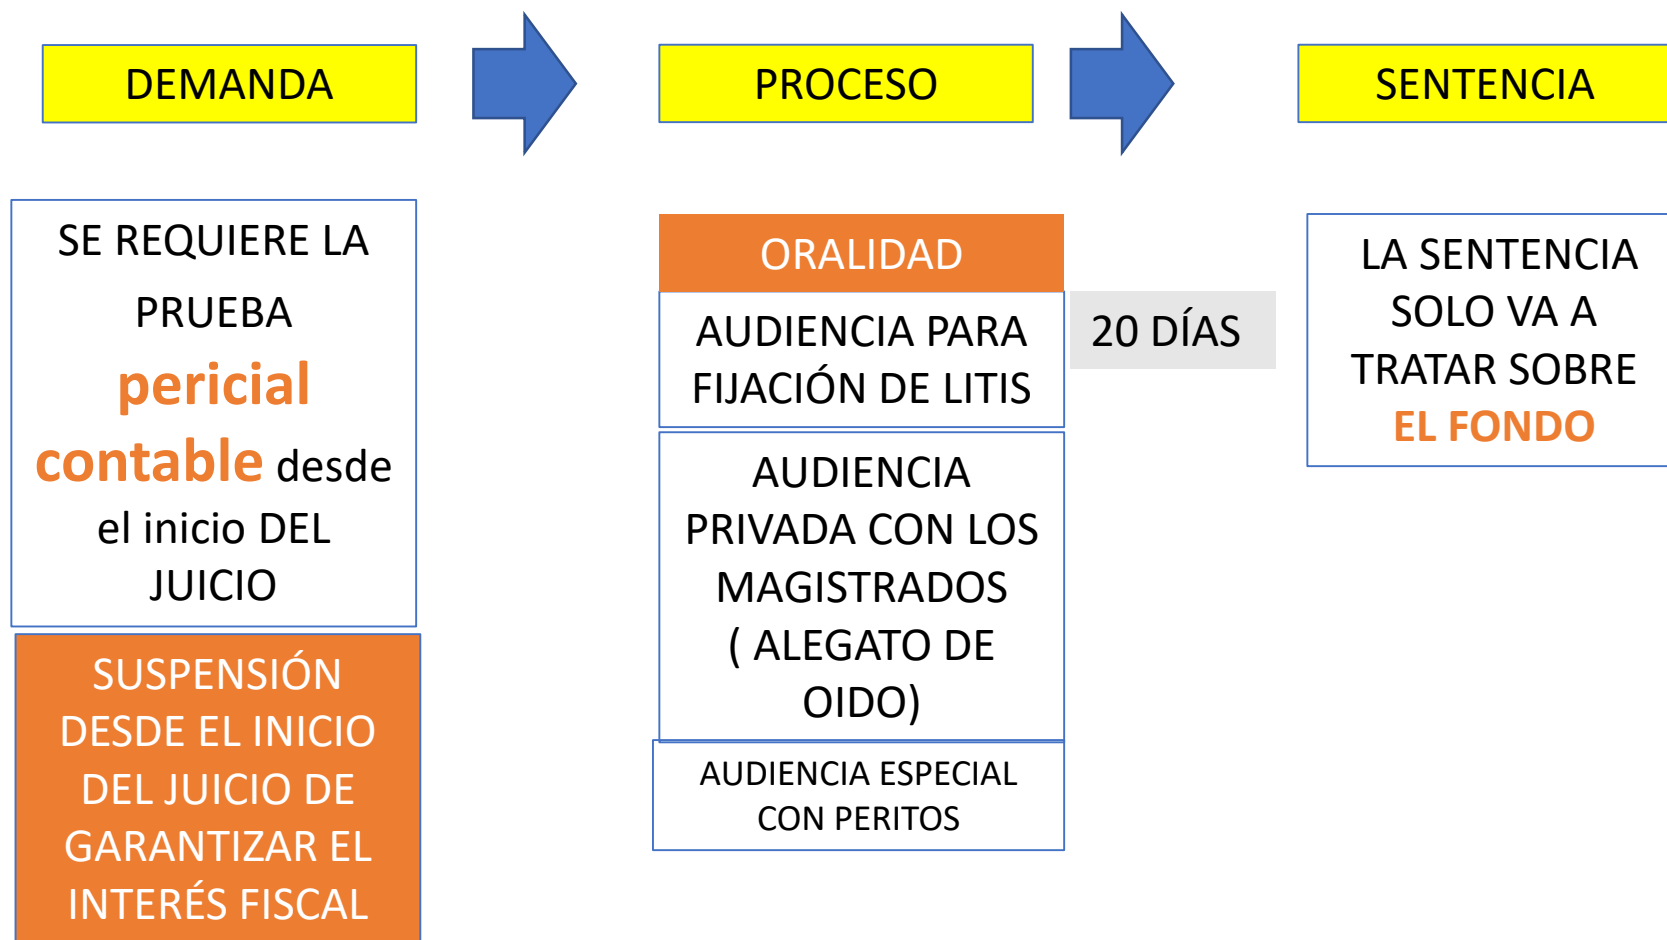 DEMANDA
PROCESO
SENTENCIA
SE REQUIERE LA
PRUEBA
pericial
contable desde
el inicio DEL
JUICIO
SUSPENSIÓN
DESDE EL INICIO
DEL JUICIO DE
GARANTIZAR EL
INTERÉS FISCAL
ORALIDAD
AUDIENCIA PARA
FIJACIÓN DE LITIS
20 DÍAS
AUDIENCIA
PRIVADA CON LOS
MAGISTRADOS
( ALEGATO DE
OIDO)
AUDIENCIA ESPECIAL
CON PERITOS
LA SENTENCIA
SOLO VA A
TRATAR SOBRE
EL FONDO